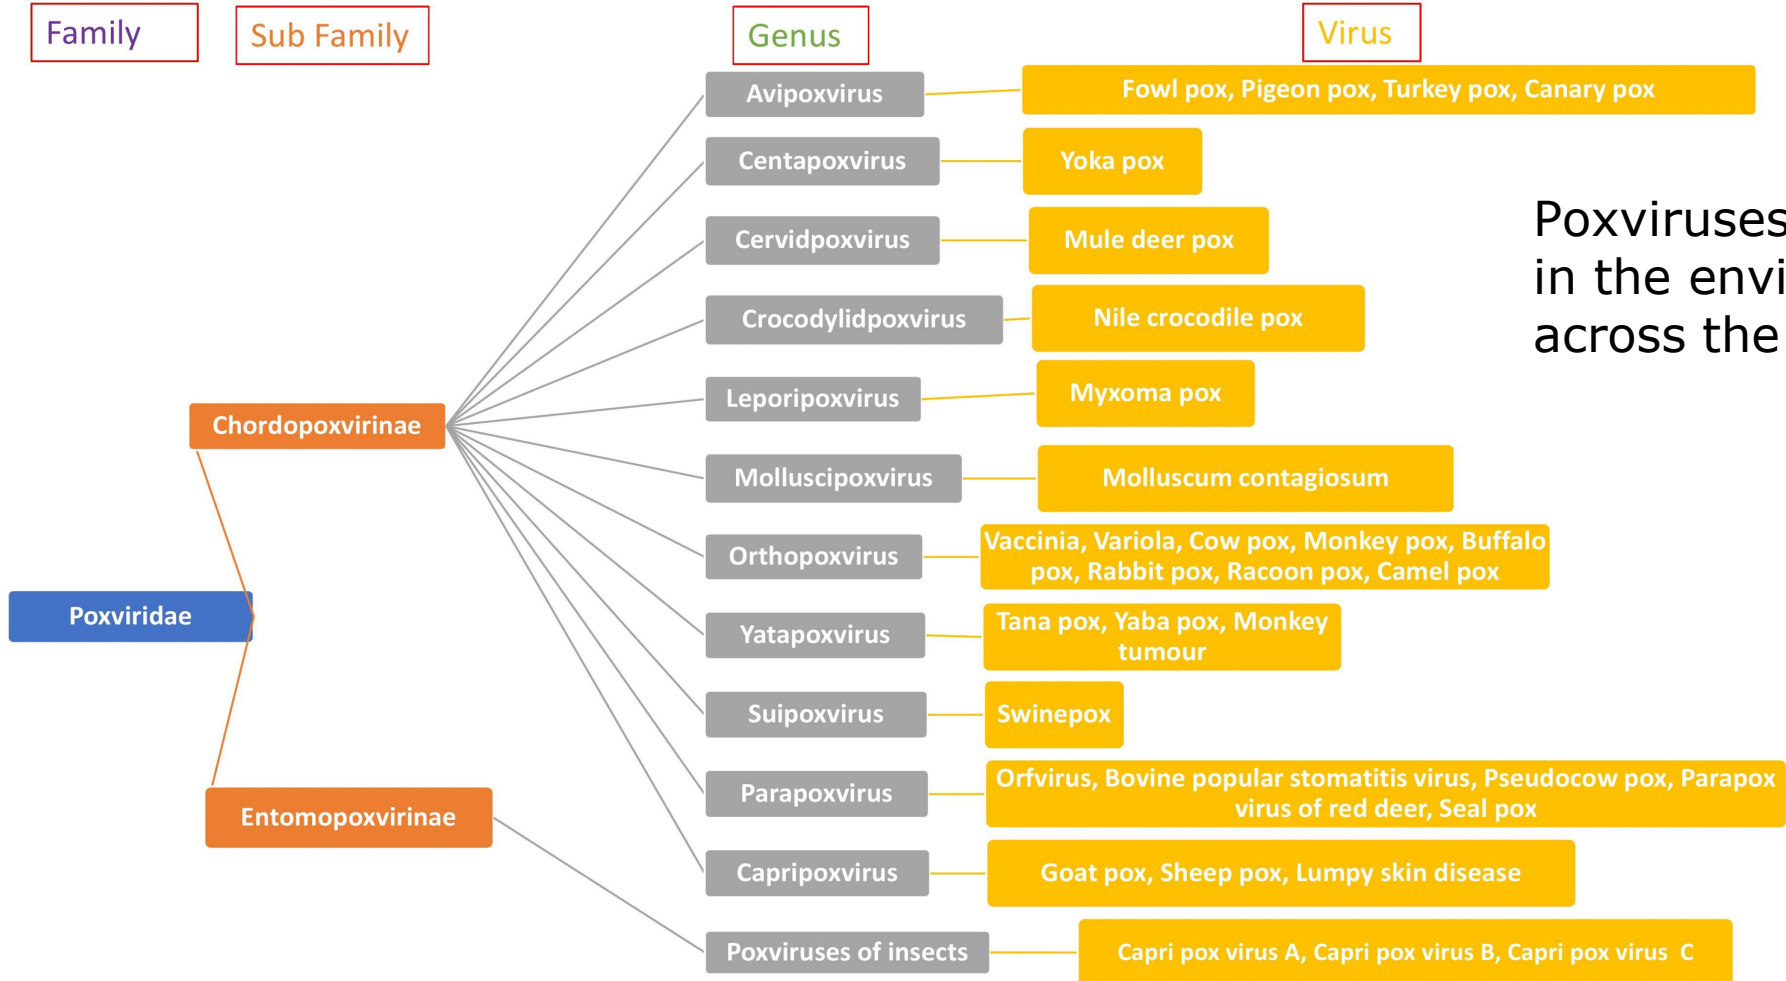 Family
Sub Family
Genus
Virus
Avipoxvirus
Fowl pox, Pigeon pox, Turkey pox, Canary pox
Centapoxvirus
Yoka pox
Poxviruses
in the envi
across the
Cervidpoxvirus
Mule deer pox
Crocodylidpoxvirus
Nile crocodile pox
Leporipoxvirus
Myxoma pox
Chordopoxvirinae
Molluscipoxvirus
Molluscum contagiosum
Orthopoxvirus
Vaccinia, Variola, Cow pox, Monkey pox, Buffalo
pox, Rabbit pox, Racoon pox, Camel pox
Poxviridae
Yatapoxvirus
Tana pox, Yaba pox, Monkey
tumour
Suipoxvirus
Swinepox
Parapoxvirus
Orfvirus, Bovine popular stomatitis virus, Pseudocow pox, Parapox
virus of red deer, Seal pox
Entomopoxvirinae
Capripoxvirus
Goat pox, Sheep pox, Lumpy skin disease
Poxviruses of insects
Capri pox virus A, Capri pox virus B, Capri pox virus C